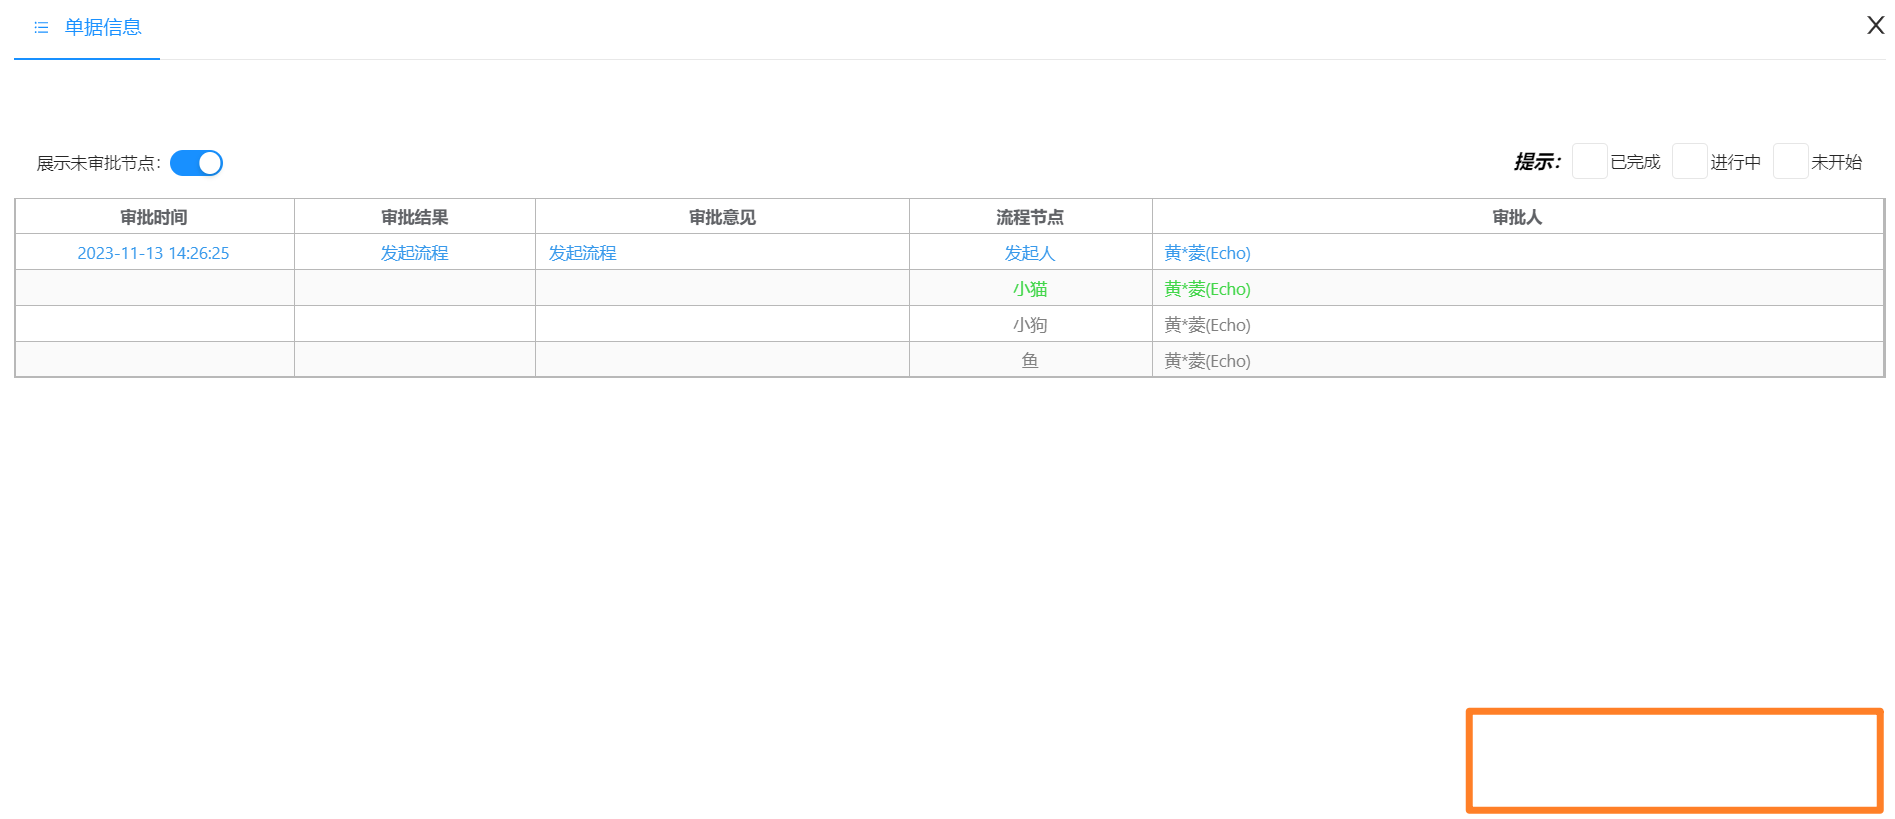 单据信息
X
展示未审批节点：
提示： 已完成 进行中 未开始
审批时间 审批结果 审批意见 流程节点 审批人
2023-11-13 14:26:25 发起流程 发起流程 发起人 黄*菱(Echo)
小猫 黄*菱(Echo)
小狗 黄*菱(Echo)
鱼 黄*菱(Echo)